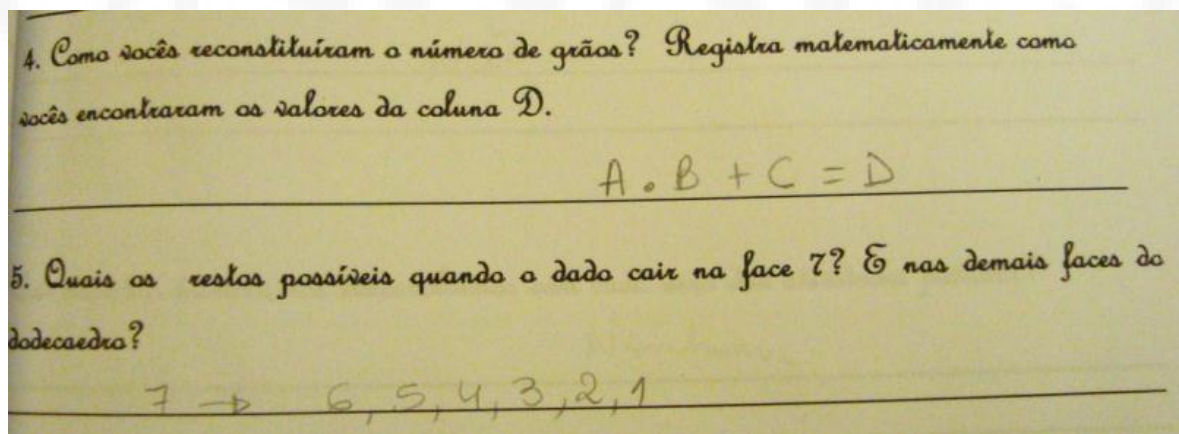 4. Como vocês reconstituíram o número de grãos? Registra matematicamente como
vocês encontraram os valores da coluna D.
A . B + C = D
5. Quais os restos possíveis quando o dado cair na face 7? E nas demais faces do
dodecaedro?
7 → 6, 5, 4, 3, 2, 1